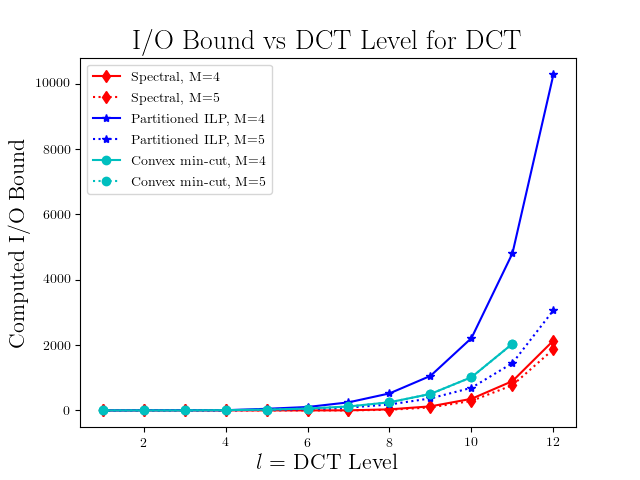 I/O Bound vs DCT Level for DCT
Spectral, M=4
Spectral, M=5
Partitioned ILP, M=4
Partitioned ILP, M=5
Convex min-cut, M=4
Convex min-cut, M=5
Computed I/O Bound
10000
8000
6000
4000
2000
0
2 4 6 8 10 12
l = DCT Level